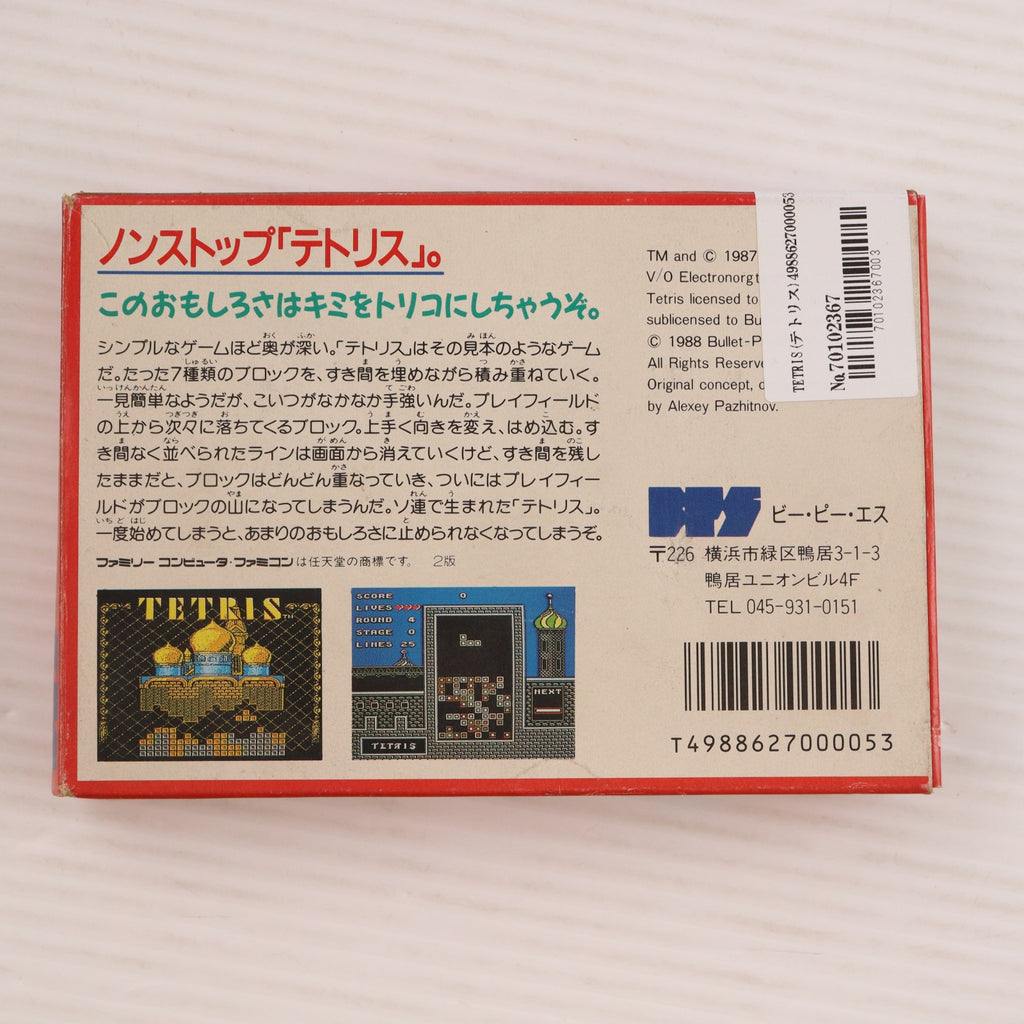 ノンストップ「テトリス」。
このおもしろさはキミをトリコにしちゃうぞ。
シンプルなゲームほど奥が深い。「テトリス」はその見本のようなゲーム
だ。たった7種類のブロックを、すき間を埋めながら積み重ねていく。
一見簡単なようだが、こいつがなかなか手強いんだ。プレイフィールド
の上から次々に落ちてくるブロック。上手く向きを変え、はめ込む。す
き間なく並べられたラインは画面から消えていくけど、すき間を残し
たままだと、ブロックはどんどん重なっていき、ついにはプレイフィー
ルドがブロックの山になってしまうんだ。ソ連で生まれた「テトリス」。
一度始めてしまうと、あまりのおもしろさに止められなくなってしまうぞ。
ファミリーコンピュータ・ファミコンは任天堂の商標です。 2版
TETRIS™
SCORE 0
LIVES
ROUND 4
STAGE 0
LINES 25
NEXT
TETRIS
TM and © 1987
V/O Electronorgt
Tetris licensed to
sublicensed to Bu
© 1988 Bullet-P
All Rights Reserve
Original concept,
by Alexey Pazhitnov.
TETRIS(テトリス)4988627000053
No.70102367
70102367003
BPS ビー・ピー・エス
〒226 横浜市緑区鴨居3-1-3
鴨居ユニオンビル4F
TEL 045-931-0151
T4988627000053